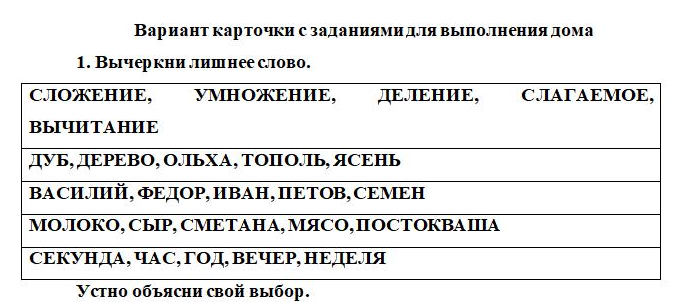 Вариант карточки с заданиями для выполнения дома
1. Вычеркни лишнее слово.
СЛОЖЕНИЕ, УМНОЖЕНИЕ, ДЕЛЕНИЕ, СЛАГАЕМОЕ,
ВЫЧИТАНИЕ
ДУБ, ДЕРЕВО, ОЛЬХА, ТОПОЛЬ, ЯСЕНЬ
ВАСИЛИЙ, ФЕДОР, ИВАН, ПЕТОВ, СЕМЕН
МОЛОКО, СЫР, СМЕТАНА, МЯСО, ПОСТОКВАША
СЕКУНДА, ЧАС, ГОД, ВЕЧЕР, НЕДЕЛЯ
Устно объясни свой выбор.